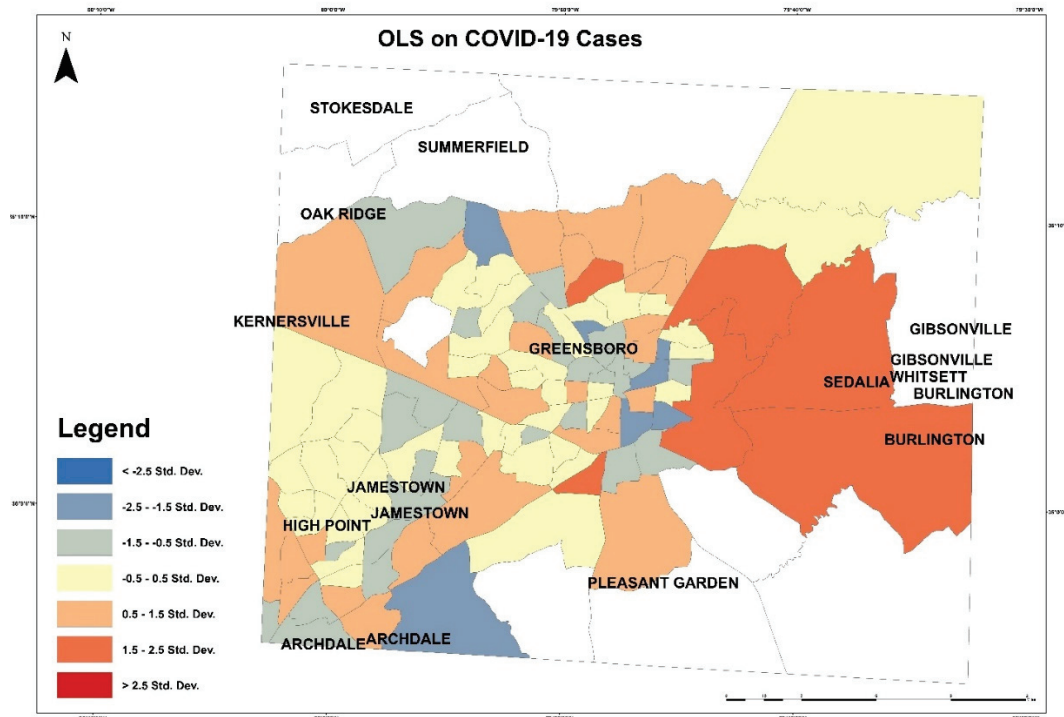 OLS on COVID-19 Cases
N
STOKESDALE
SUMMERFIELD
OAK RIDGE
KERNERSVILLE
GREENSBORO
GIBSONVILLE
GIBSONVILLE
SEDALIA WHITSETT
BURLINGTON
BURLINGTON
JAMESTOWN
JAMESTOWN
HIGH POINT
PLEASANT GARDEN
ARCHDALE
ARCHDALE
Legend
< -2.5 Std. Dev.
-2.5 - -1.5 Std. Dev.
-1.5 - -0.5 Std. Dev.
-0.5 - 0.5 Std. Dev.
0.5 - 1.5 Std. Dev.
1.5 - 2.5 Std. Dev.
> 2.5 Std. Dev.